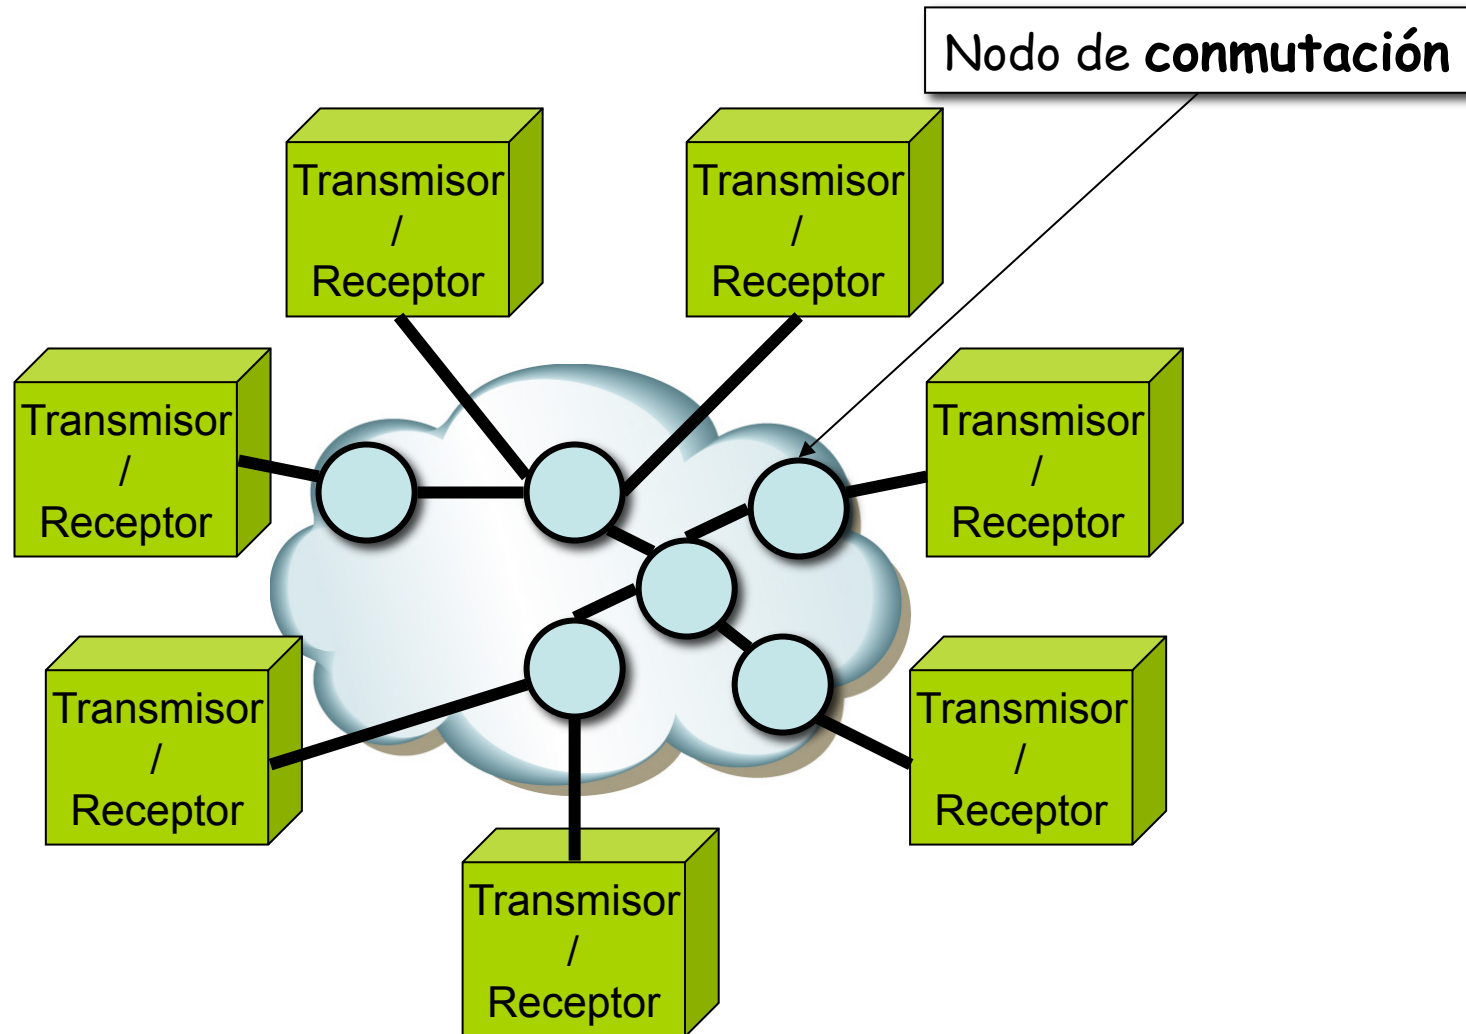 Nodo de conmutación
Transmisor
/
Receptor
Transmisor
/
Receptor
Transmisor
/
Receptor
Transmisor
/
Receptor
Transmisor
/
Receptor
Transmisor
/
Receptor
Transmisor
/
Receptor